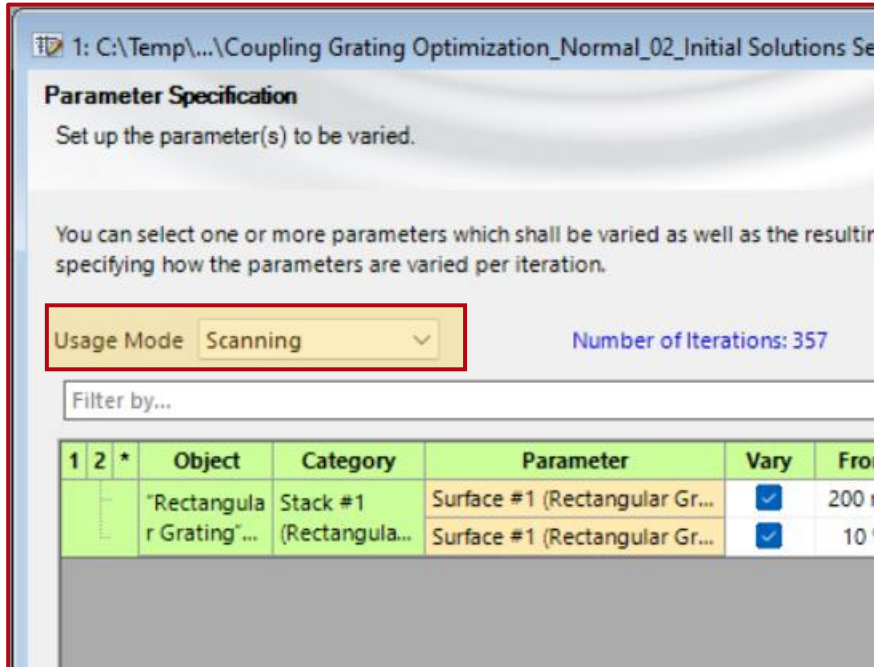 1: C:\Temp\...\Coupling Grating Optimization_Normal_02_Initial Solutions Se
Parameter Specification
Set up the parameter(s) to be varied.
You can select one or more parameters which shall be varied as well as the resultin
specifying how the parameters are varied per iteration.
Usage Mode Scanning Number of Iterations: 357
Filter by...
1 2 * Object Category Parameter Vary Fro
"Rectangula Stack #1 Surface #1 (Rectangular Gr... 200
r Grating"... (Rectangula... Surface #1 (Rectangular Gr... 10